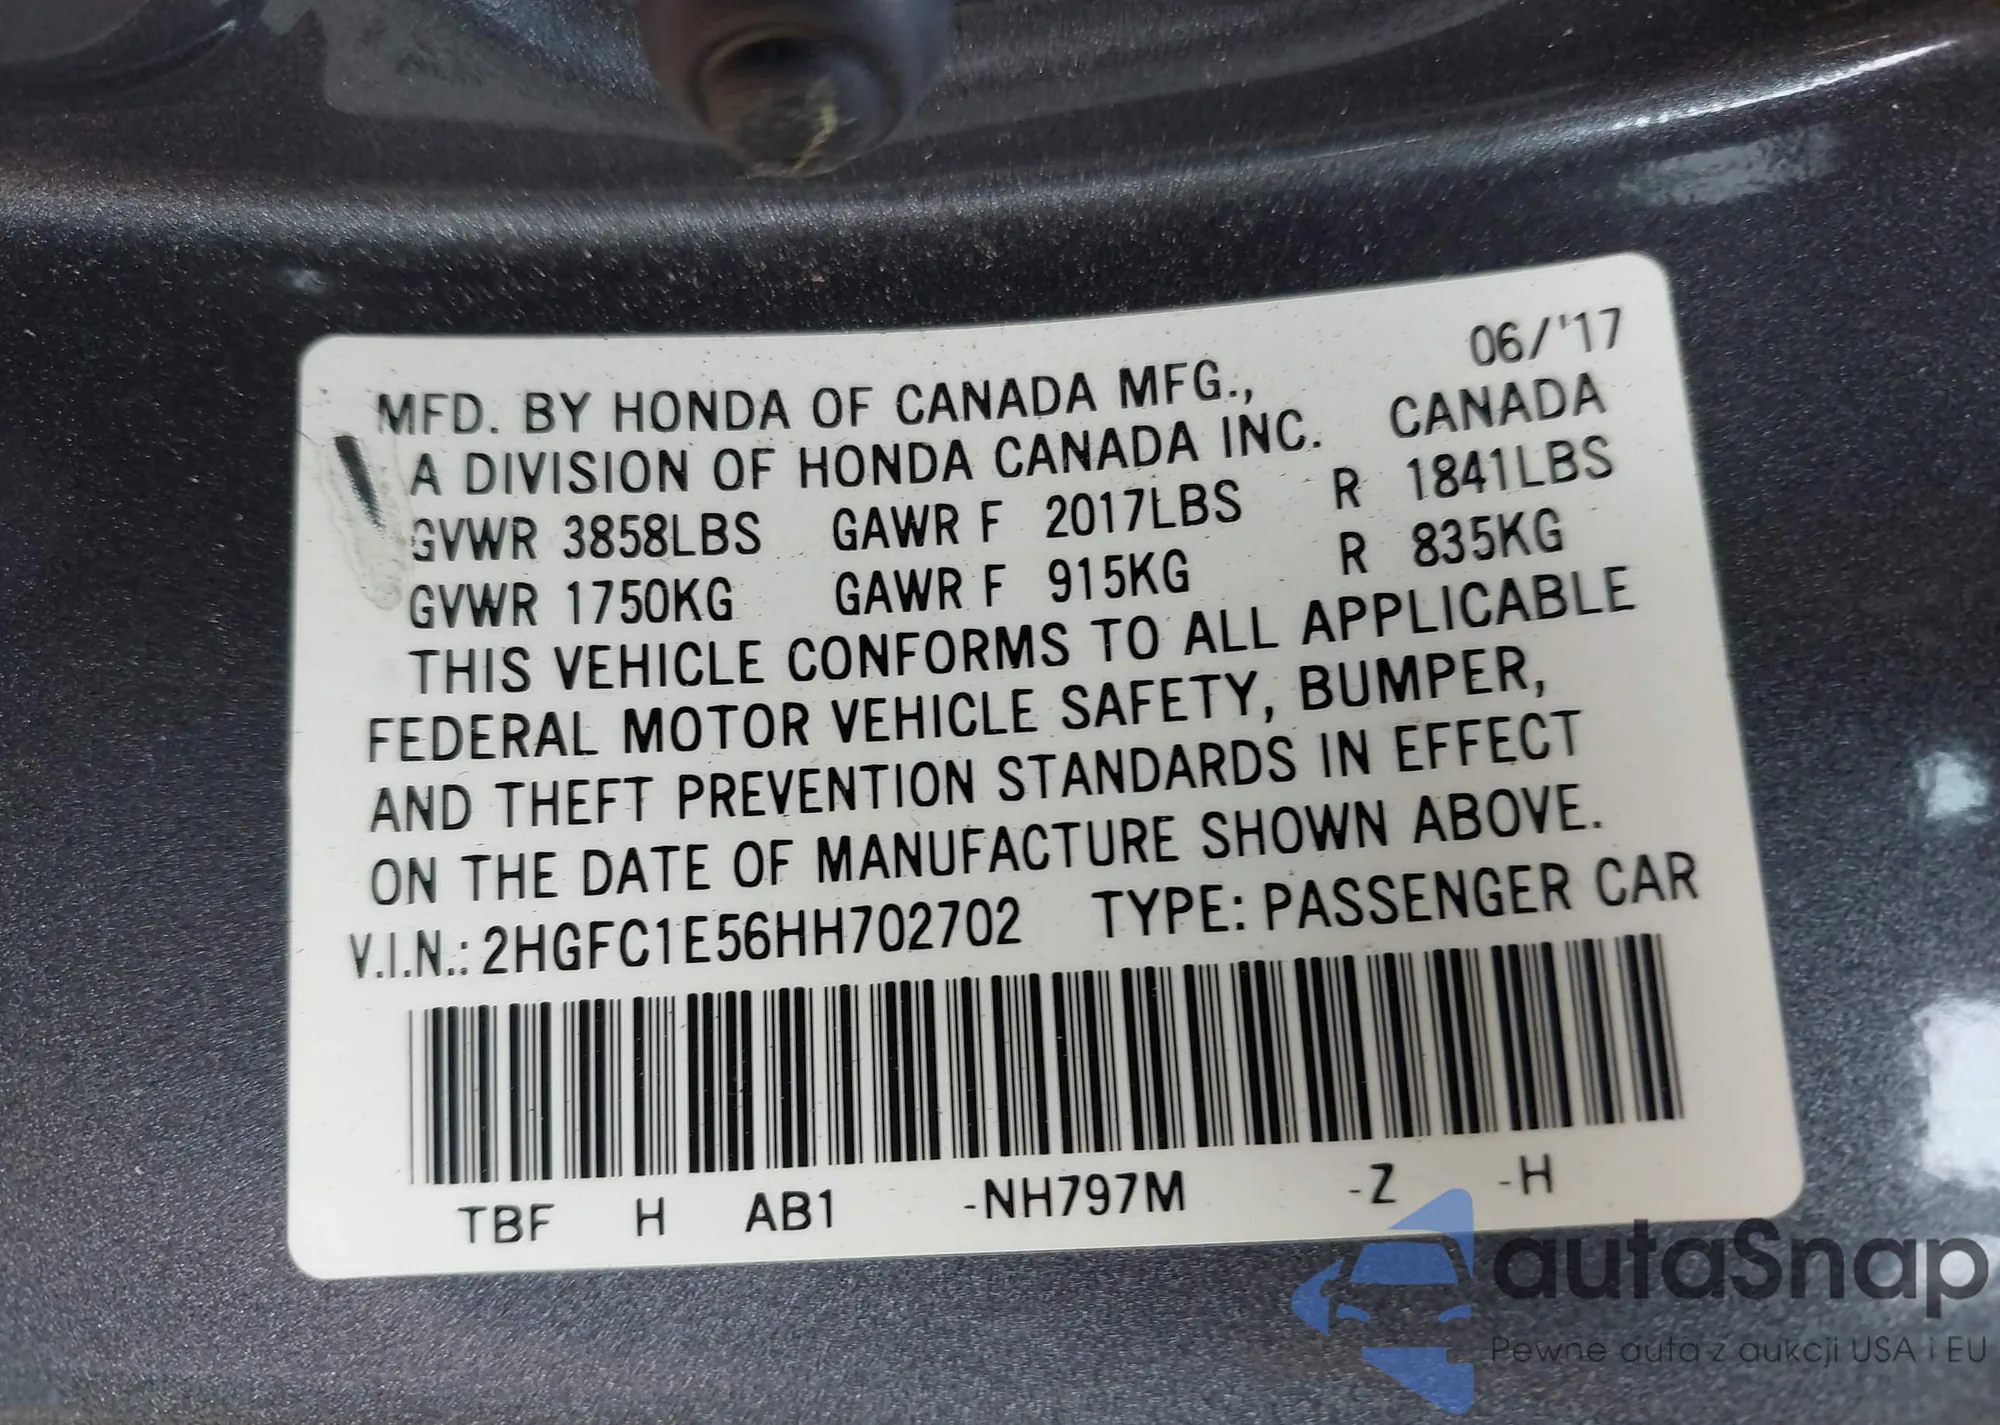 06/'17
MFD. BY HONDA OF CANADA MFG.,
A DIVISION OF HONDA CANADA INC. CANADA
GVWR 3858LBS GAWR F 2017LBS R 1841LBS
GVWR 1750KG GAWR F 915KG R 835KG
THIS VEHICLE CONFORMS TO ALL APPLICABLE
FEDERAL MOTOR VEHICLE SAFETY, BUMPER,
AND THEFT PREVENTION STANDARDS IN EFFECT
ON THE DATE OF MANUFACTURE SHOWN ABOVE.
V.I.N.: 2HGFC1E56HH702702 TYPE: PASSENGER CAR
TBF H AB1 -NH797M -Z -H
autaSnap
Pewne auta z aukcji USA i EU